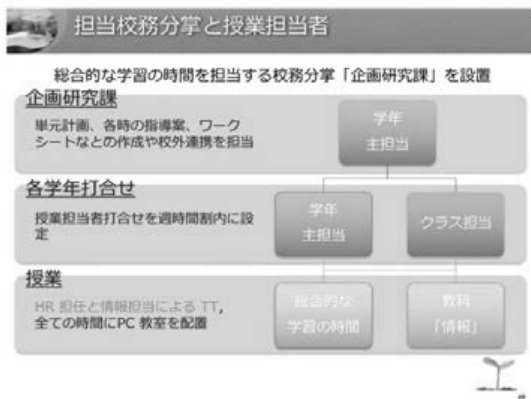 担当校務分掌と授業担当者
総合的な学習の時間を担当する校務分掌「企画研究課」を設置
企画研究課
単元計画、各時の指導案、ワーク
シートなどの作成や校外連携を担当
学年
主担当
各学年打合せ
授業担当者打合せを週時間割内に設
定
学年
主担当
クラス担当
授業
HR 担任と情報担当による TT,
全ての時間にPC 教室を配置
総合的な
学習の時間
教科
「情報」